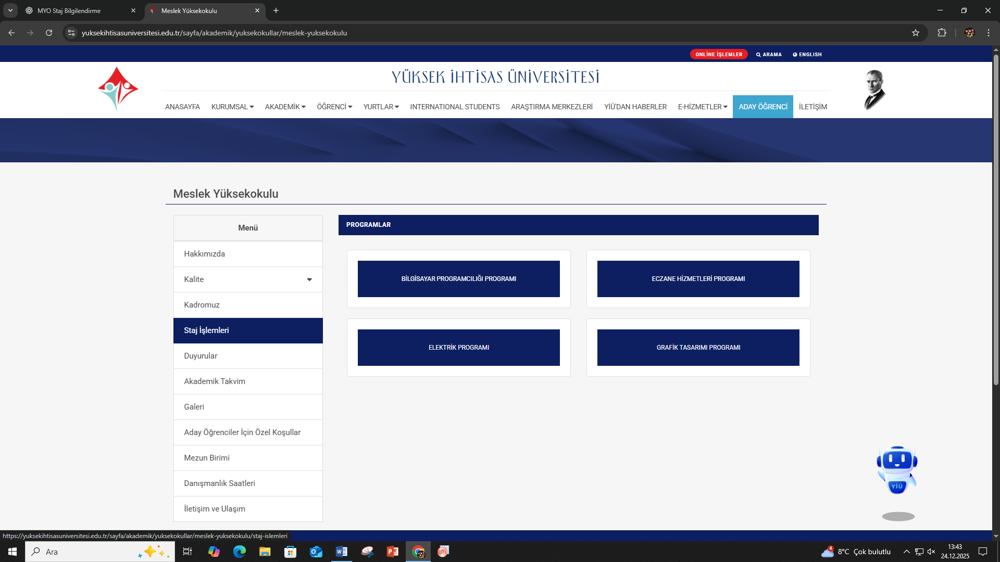 MYO Staj Bilgilendirme
Meslek Yüksekokulu
yuksekihtisasuniversitesi.edu.tr/sayfa/akademik/yuksekokullar/meslek-yuksekokulu
ONLİNE İŞLEMLER ARAMA ENGLISH
YÜKSEK İHTİSAS ÜNİVERSİTESİ
ANASAYFA KURUMSAL AKADEMİK ÖĞRENCİ YURTLAR INTERNATIONAL STUDENTS ARAŞTIRMA MERKEZLERİ YİÜ'DAN HABERLER E-HİZMETLER ADAY ÖĞRENCİ İLETİŞİM
Meslek Yüksekokulu
Menü
Hakkımızda
Kalite
Kadromuz
Staj İşlemleri
Duyurular
Akademik Takvim
Galeri
Aday Öğrenciler İçin Özel Koşullar
Mezun Birimi
Danışmanlık Saatleri
İletişim ve Ulaşım
PROGRAMLAR
BİLGİSAYAR PROGRAMCILIĞI PROGRAMI
ECZANE HİZMETLERİ PROGRAMI
ELEKTRİK PROGRAMI
GRAFİK TASARIMI PROGRAMI
YİÜ
https://yuksekihtisasuniversitesi.edu.tr/sayfa/akademik/yuksekokullar/meslek-yuksekokulu/staj-islemleri
Ara
4
8°C Çok bulutlu
13:43
24.12.2025